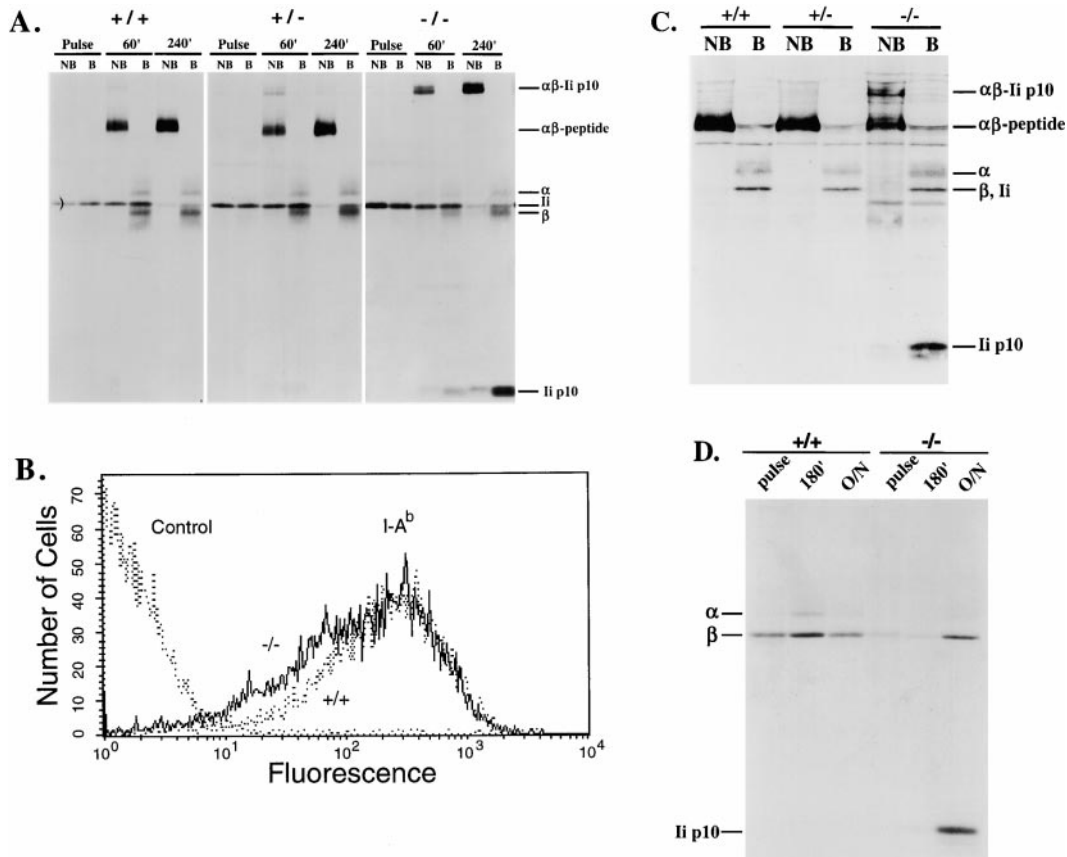 A.
+/+ +/- -/-
Pulse 60' 240' Pulse 60' 240' Pulse 60' 240'
NB B NB B NB B NB B NB B NB B NB B NB B NB B
αβ-Ii p10
αβ-peptide
α
Ii
β
Ii p10
C.
+/+ +/- -/-
NB B NB B NB B
αβ-Ii p10
αβ-peptide
α
β, Ii
Ii p10
B
Number of Cells
70
60
50
40
30
20
10
0
Control
I-A^b
-/-
+/+
10^0 10^1 10^2 10^3 10^4
Fluorescence
D.
+/+ -/-
pulse 180' O/N pulse 180' O/N
α
β
Ii p10